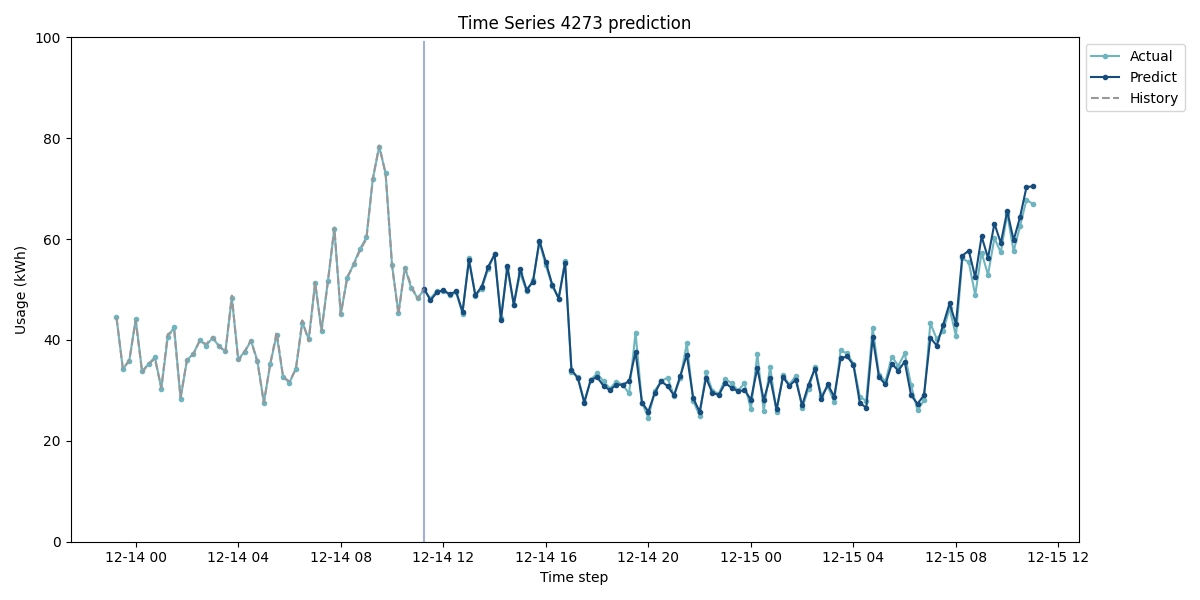 Time Series 4273 prediction
Usage (kWh)
100
80
60
40
20
0
12-14 00
12-14 04
12-14 08
12-14 12
12-14 16
12-14 20
12-15 00
12-15 04
12-15 08
12-15 12
Time step
Actual
Predict
History